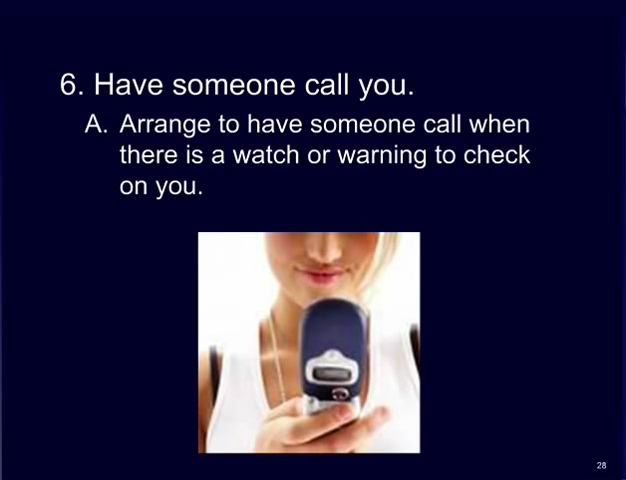 6. Have someone call you.
A. Arrange to have someone call when
there is a watch or warning to check
on you.
28